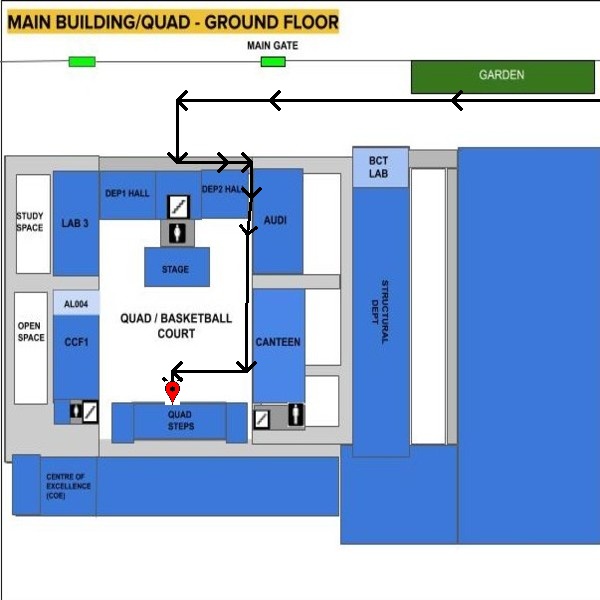 MAIN BUILDING/QUAD - GROUND FLOOR
MAIN GATE
GARDEN
BCT
LAB
DEP1 HALL
DEP2 HAL
STUDY
SPACE
LAB 3
AUDI
STAGE
STRUCTURAL
DEPT
AL004
OPEN
SPACE
CCF1
QUAD / BASKETBALL
COURT
CANTEEN
QUAD
STEPS
CENTRE OF
EXCELLENCE
(COE)